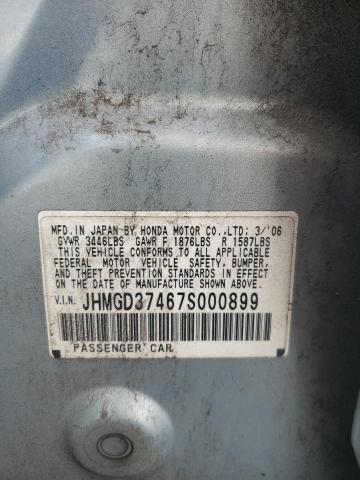 MFD.IN JAPAN BY HONDA MOTOR CO.,LTD: 3/'06
GVWR 3446LBS GAWR F 1876LBS R 1587LBS
THIS VEHICLE CONFORMS TO ALL APPLICABLE
FEDERAL MOTOR VEHICLE SAFETY, BUMPER,
AND THEFT PREVENTION STANDARDS IN EFFECT
ON THE DATE OF MANUFACTURE SHOWN ABOVE.
V.I.N. JHMGD37467S000899
PASSENGER CAR